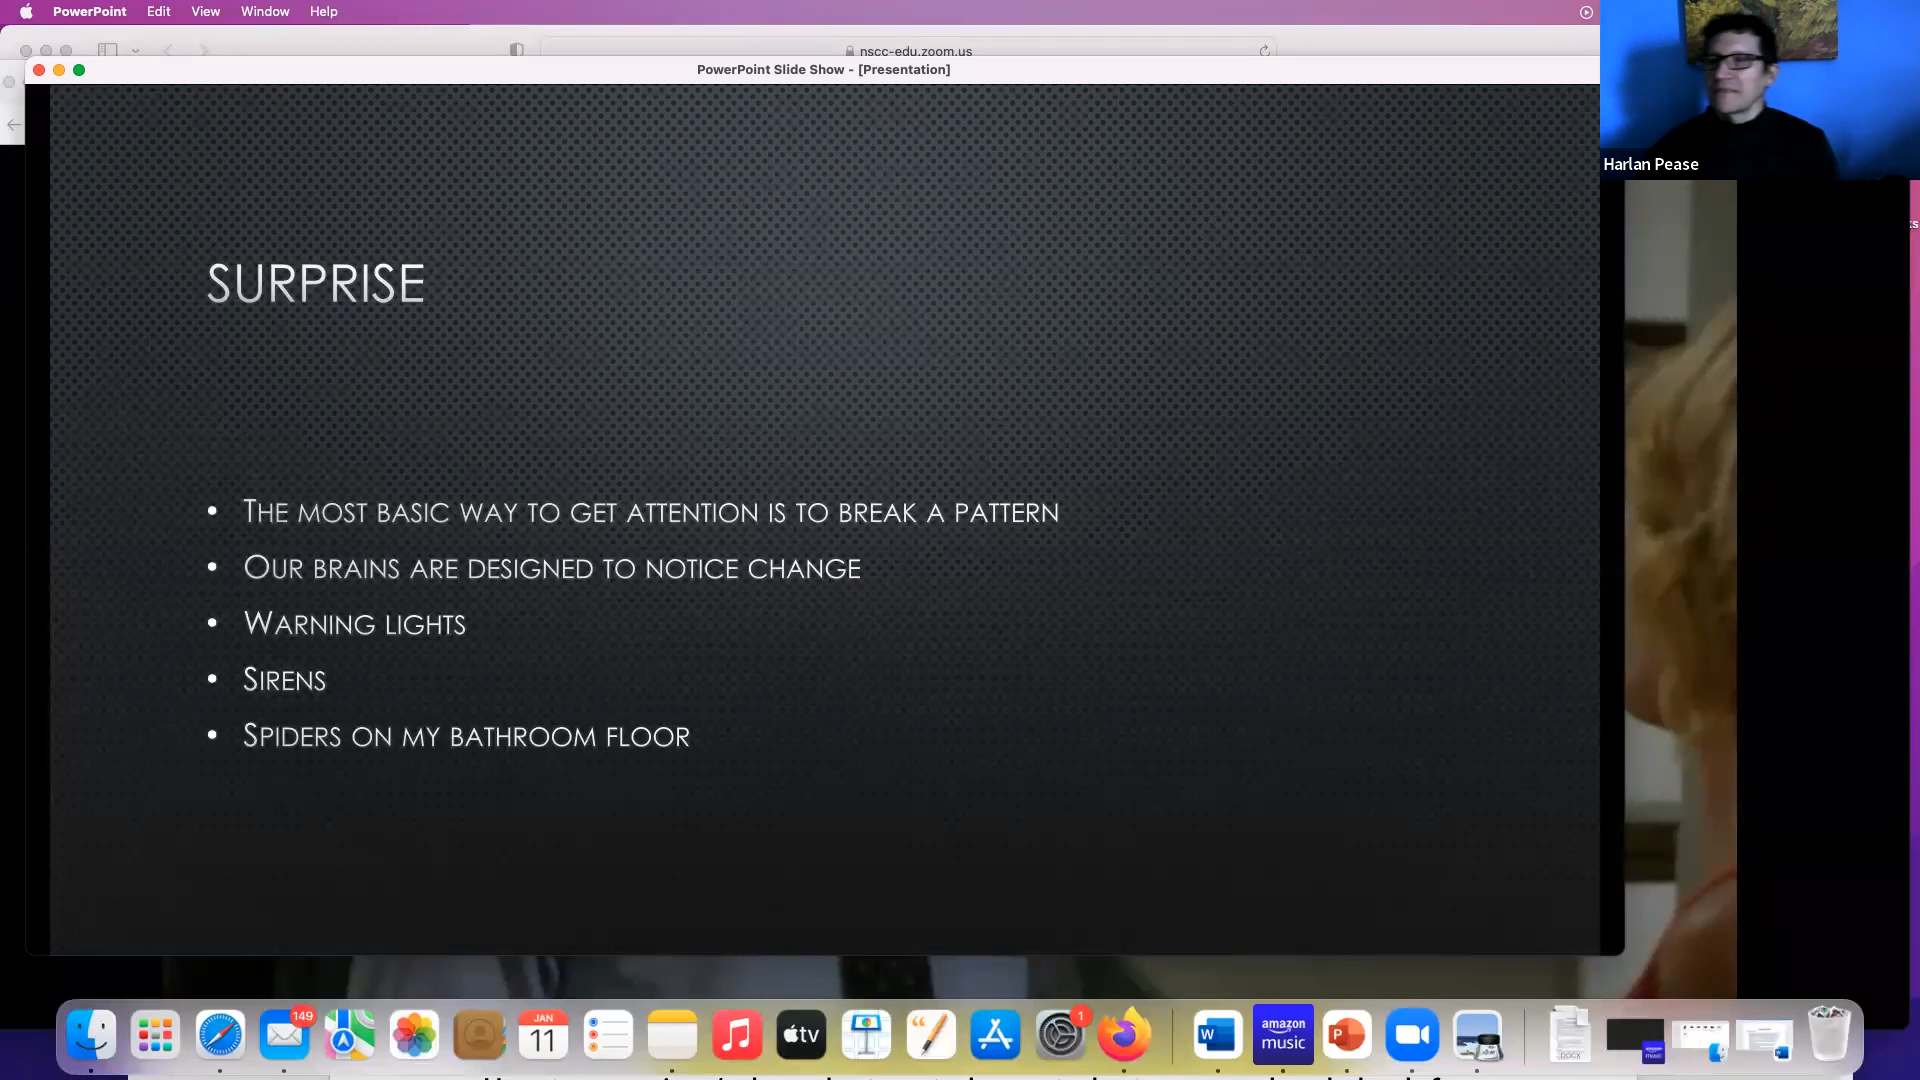 PowerPoint Edit View Window Help
nscc-edu.zoom.us
PowerPoint Slide Show - [Presentation]
Harlan Pease
SURPRISE
• THE MOST BASIC WAY TO GET ATTENTION IS TO BREAK A PATTERN
• OUR BRAINS ARE DESIGNED TO NOTICE CHANGE
• WARNING LIGHTS
• SIRENS
• SPIDERS ON MY BATHROOM FLOOR
149
JAN
11
tv
1
W
amazon
music
P
DOCX